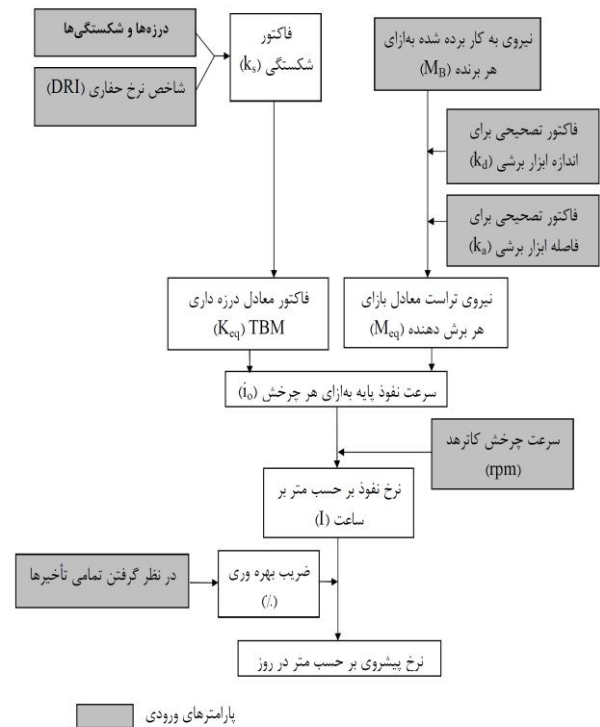 درزه‌ها و شکستگی‌ها
شاخص نرخ حفاری (DRI)
فاکتور
شکستگی (kₛ)
نیروی به کار برده شده به‌ازای
هر برنده (M_B)
فاکتور تصحیحی برای
اندازه ابزار برشی (k_d)
فاکتور تصحیحی برای
فاصله ابزار برشی (kₐ)
فاکتور معادل درزه داری
TBM (K_eq)
نیروی تراست معادل بازای
هر برش دهنده (M_eq)
سرعت نفوذ پایه به‌ازای هر چرخش (i₀)
سرعت چرخش کاترهد
(rpm)
نرخ نفوذ بر حسب متر بر
ساعت (I)
در نظر گرفتن تمامی تأخیرها
ضریب بهره وری
(٪)
نرخ پیشروی بر حسب متر در روز
پارامترهای ورودی